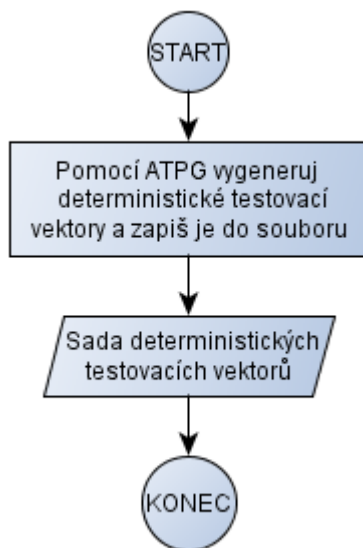 START
Pomocí ATPG vygeneruj
deterministické testovací
vektory a zapiš je do souboru
Sada deterministických
testovacích vektorů
KONEC